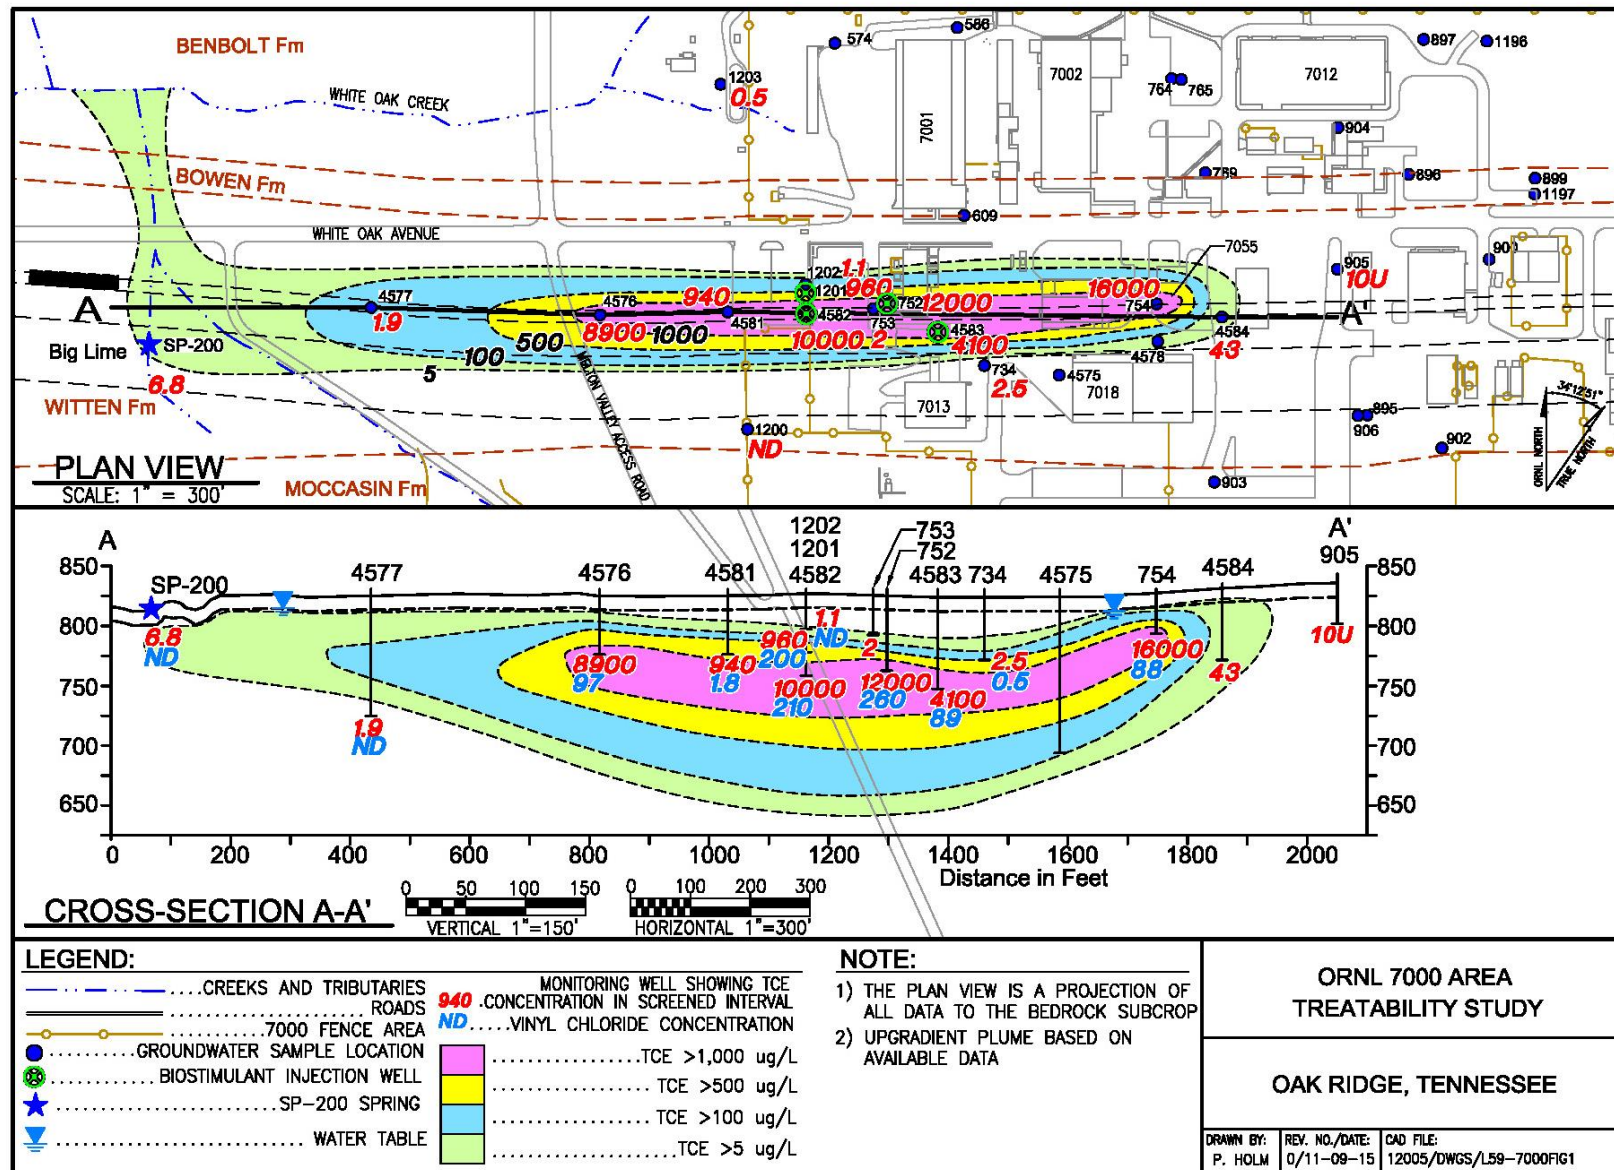 BENBOLT Fm
WHITE OAK CREEK
1203
0.5
574
586
7001
7002
764
765
7012
897
1196
904
BOWEN Fm
769
896
899
1197
609
WHITE OAK AVENUE
7055
900
905
10U
1202
1.1
1201
960
940
752
12000
16000
754
A
4577
1.9
4576
8900
1000
4581
4582
10000
2
753
4583
4100
4584
43
A'
Big Lime
SP-200
6.8
500
100
5
4578
734
2.5
4575
7018
7013
WITTEN Fm
MELTON VALLEY ACCESS ROAD
1200
ND
895
906
902
903
34°12'51"
ORNL NORTH
TRUE NORTH
PLAN VIEW
SCALE: 1" = 300'
MOCCASIN Fm
A
A'
1202
1201
753
752
905
SP-200
4577
4576
4581
4582
4583
734
4575
754
4584
850
800
750
700
650
850
800
750
700
650
6.8
ND
1.9
ND
8900
97
940
1.8
960
200
1.1
ND
10000
210
2
12000
260
4100
89
2.5
0.5
16000
88
43
10U
0 200 400 600 800 1000 1200 1400 1600 1800 2000
Distance in Feet
CROSS-SECTION A-A'
0 50 100 150
VERTICAL 1"=150'
0 100 200 300
HORIZONTAL 1"=300'
LEGEND:
CREEKS AND TRIBUTARIES
ROADS
7000 FENCE AREA
GROUNDWATER SAMPLE LOCATION
BIOSTIMULANT INJECTION WELL
SP-200 SPRING
WATER TABLE
MONITORING WELL SHOWING TCE
940 CONCENTRATION IN SCREENED INTERVAL
ND VINYL CHLORIDE CONCENTRATION
TCE >1,000 ug/L
TCE >500 ug/L
TCE >100 ug/L
TCE >5 ug/L
NOTE:
1) THE PLAN VIEW IS A PROJECTION OF
ALL DATA TO THE BEDROCK SUBCROP
2) UPGRADIENT PLUME BASED ON
AVAILABLE DATA
ORNL 7000 AREA
TREATABILITY STUDY
OAK RIDGE, TENNESSEE
DRAWN BY:
P. HOLM
REV. NO./DATE:
0/11-09-15
CAD FILE:
12005/DWGS/L59-7000FIG1